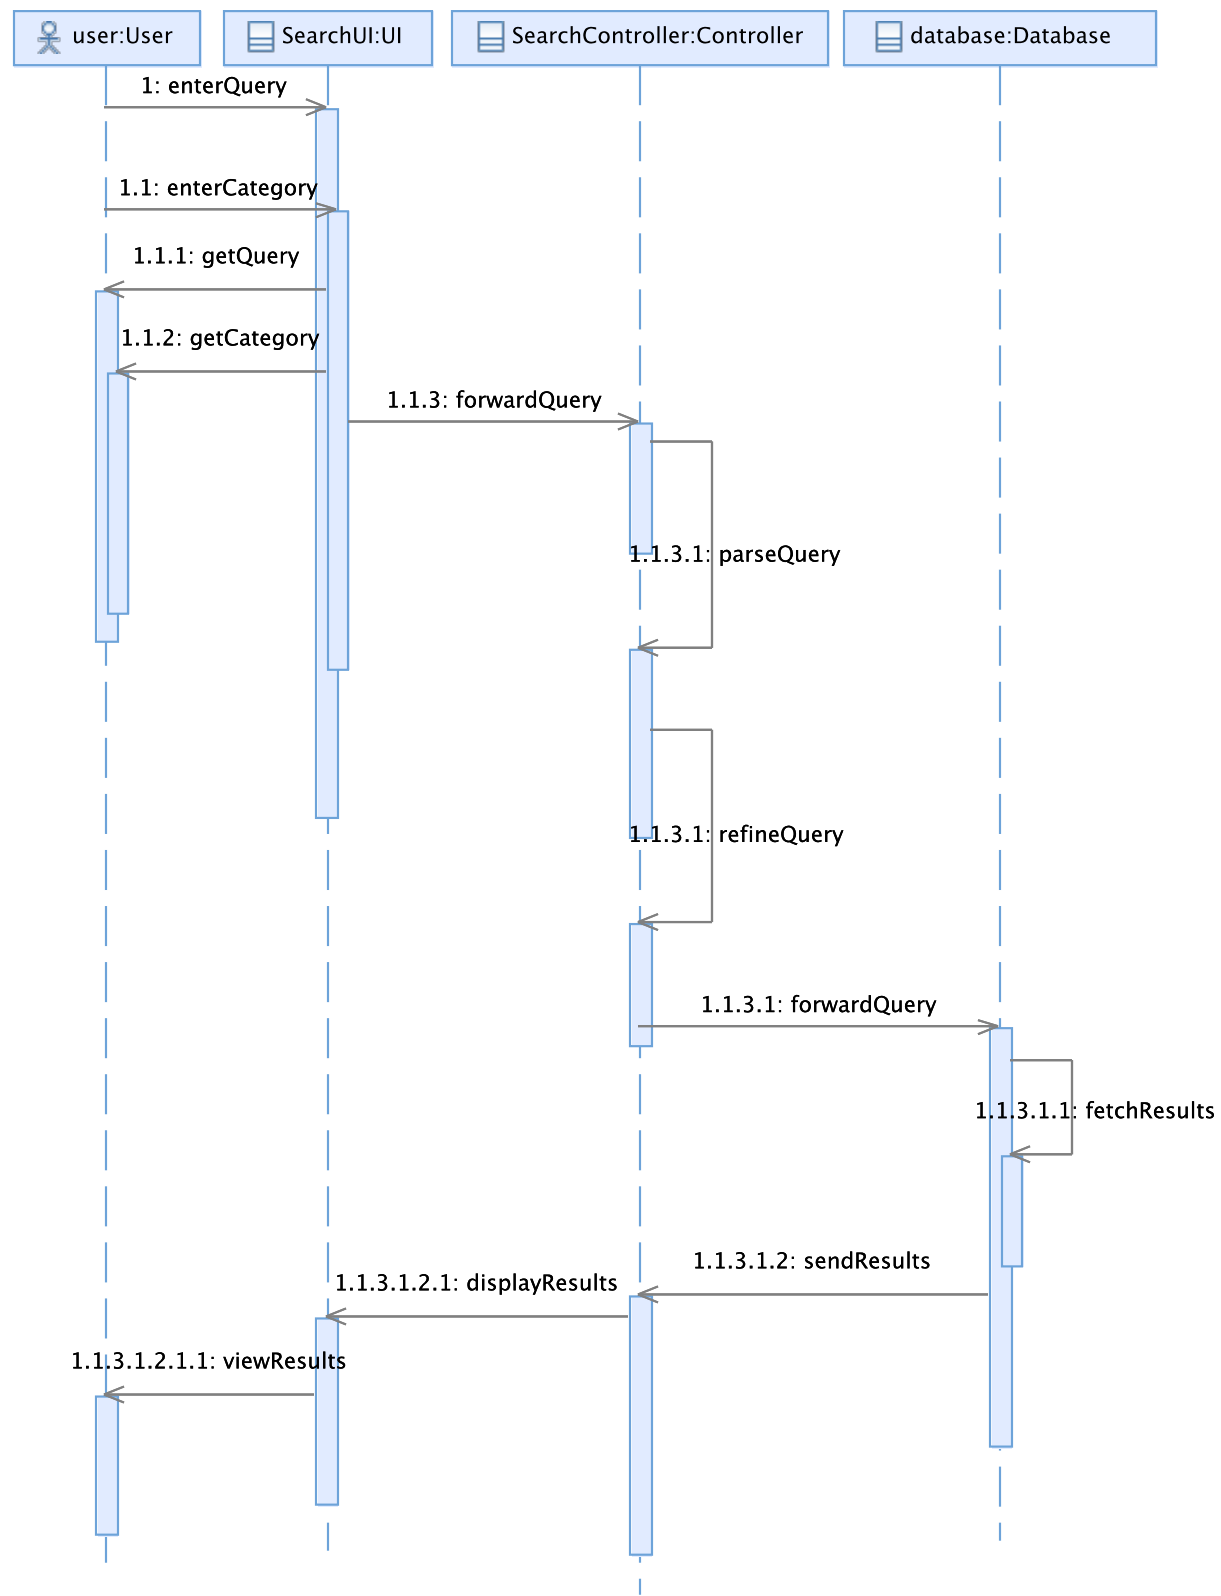 user:User
SearchUI:UI
SearchController:Controller
database:Database
1: enterQuery
1.1: enterCategory
1.1.1: getQuery
1.1.2: getCategory
1.1.3: forwardQuery
1.1.3.1: parseQuery
1.1.3.1: refineQuery
1.1.3.1: forwardQuery
1.1.3.1.1: fetchResults
1.1.3.1.2: sendResults
1.1.3.1.2.1: displayResults
1.1.3.1.2.1.1: viewResults